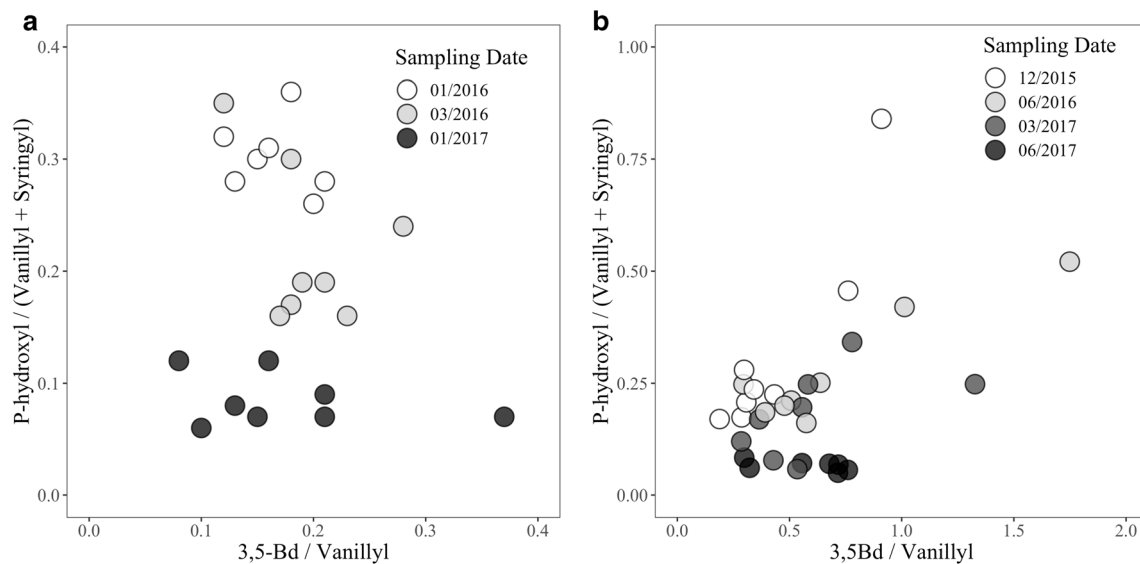 a
P-hydroxyl / (Vanillyl + Syringyl)
0.4
0.3
0.2
0.1
0.0
Sampling Date
01/2016
03/2016
01/2017
0.0 0.1 0.2 0.3 0.4
3,5-Bd / Vanillyl
b
P-hydroxyl / (Vanillyl + Syringyl)
1.00
0.75
0.50
0.25
0.00
Sampling Date
12/2015
06/2016
03/2017
06/2017
0.0 0.5 1.0 1.5 2.0
3,5Bd / Vanillyl